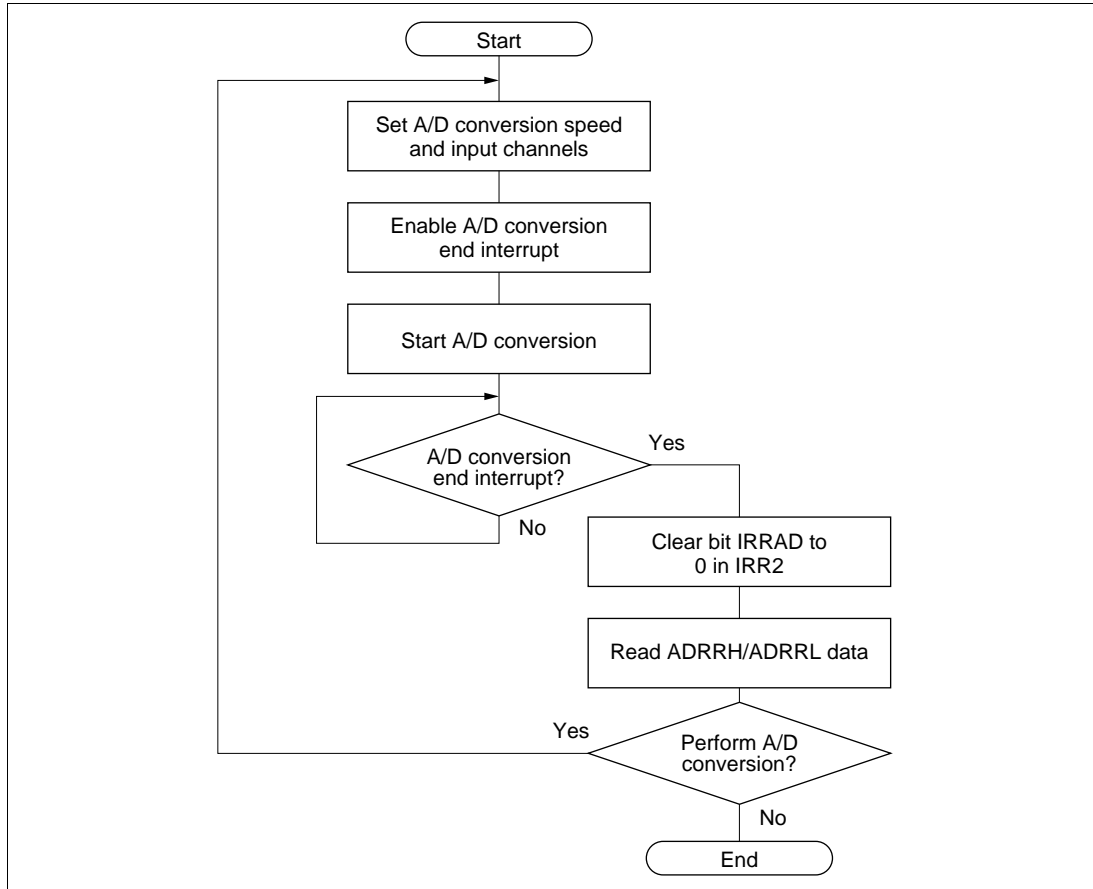 Start
Set A/D conversion speed
and input channels
Enable A/D conversion
end interrupt
Start A/D conversion
A/D conversion
end interrupt?
Yes
No
Clear bit IRRAD to
0 in IRR2
Read ADRRH/ADRRL data
Yes
Perform A/D
conversion?
No
End